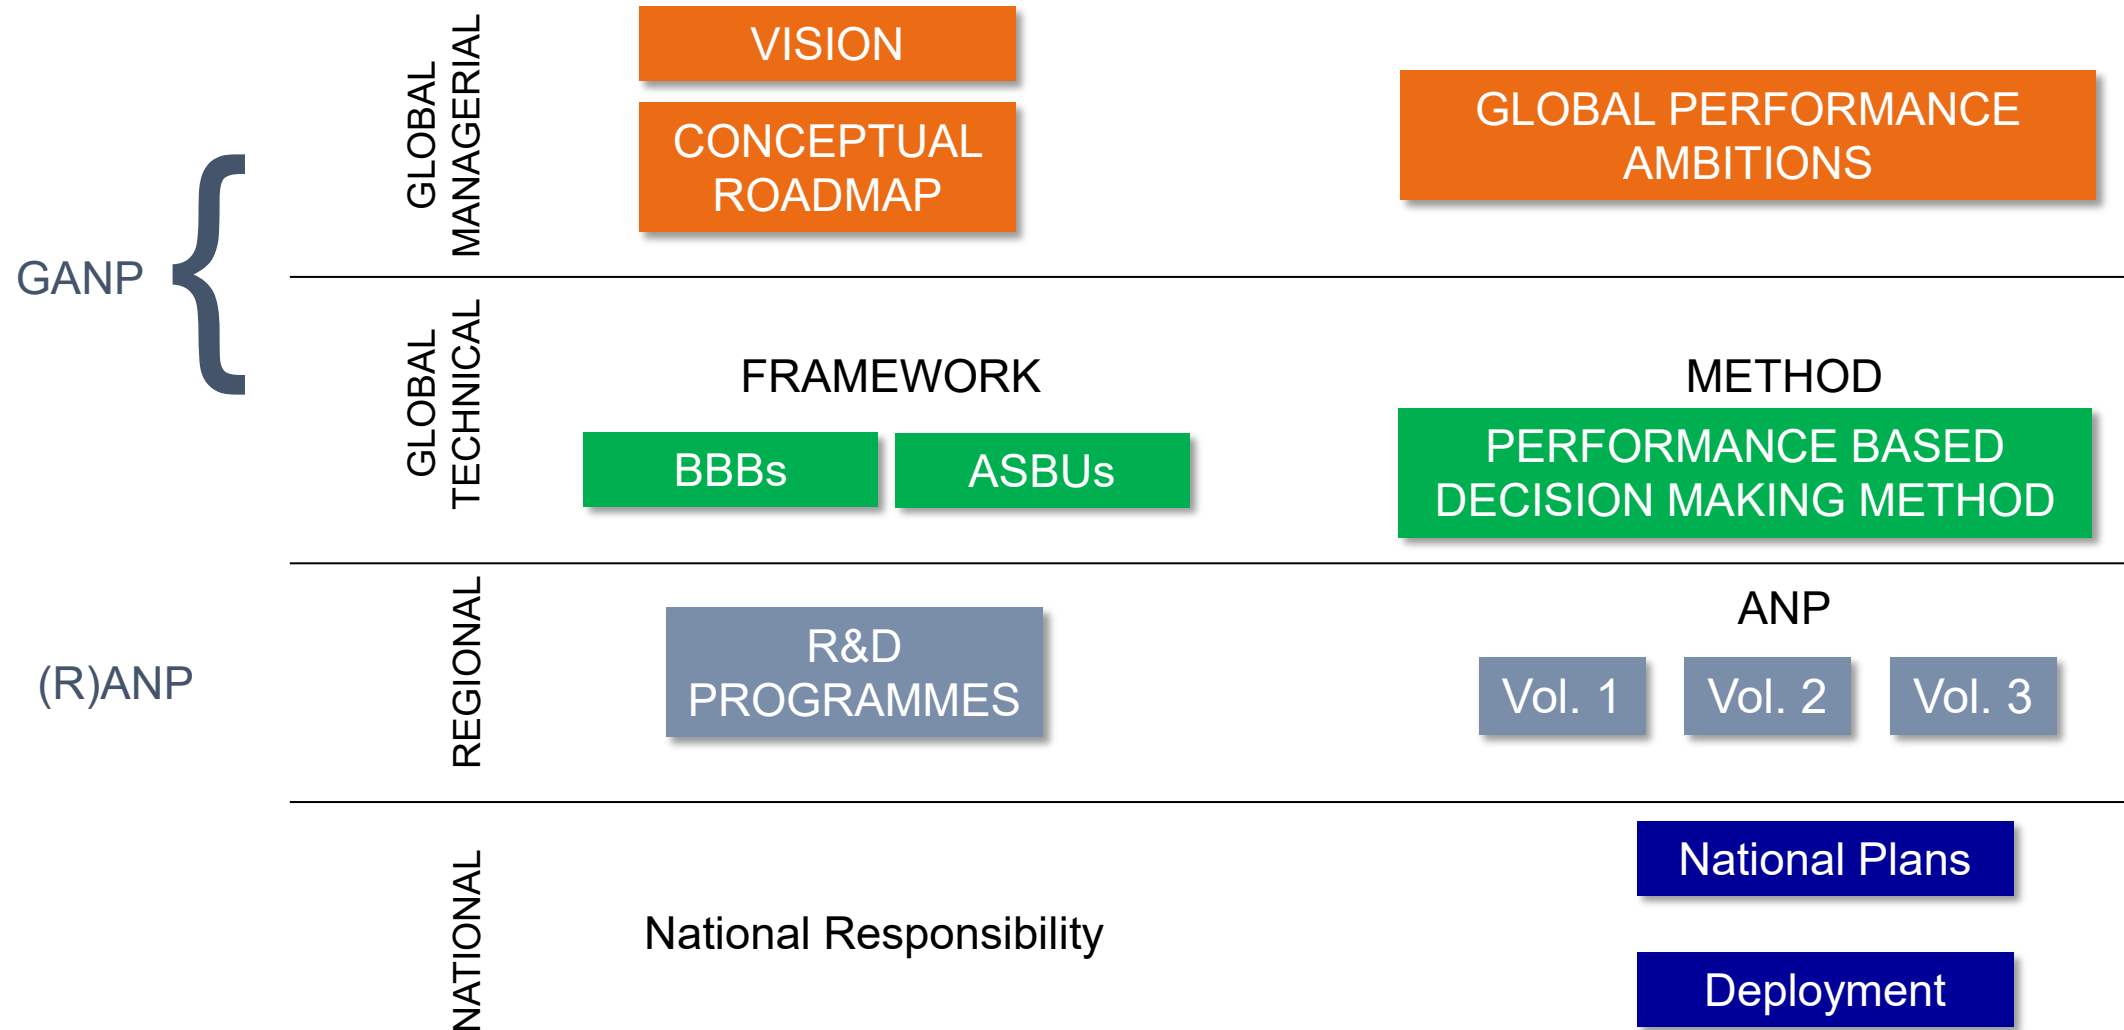 GANP
{
GLOBAL
MANAGERIAL
VISION
CONCEPTUAL
ROADMAP
GLOBAL PERFORMANCE
AMBITIONS
GLOBAL
TECHNICAL
FRAMEWORK
BBBs
ASBUs
METHOD
PERFORMANCE BASED
DECISION MAKING METHOD
(R)ANP
REGIONAL
R&D
PROGRAMMES
ANP
Vol. 1
Vol. 2
Vol. 3
NATIONAL
National Responsibility
National Plans
Deployment